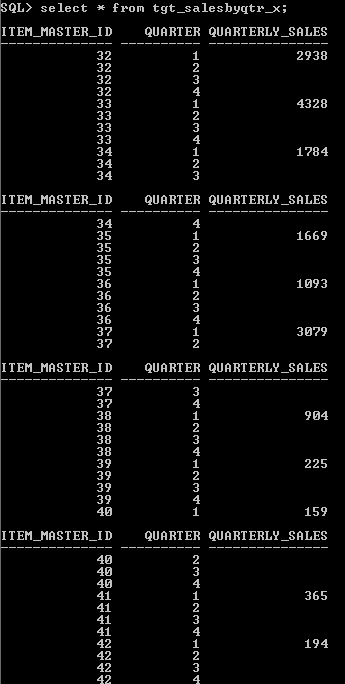 SQL> select * from tgt_salesbyqtr_x;
ITEM_MASTER_ID QUARTER QUARTERLY_SALES
-------------- ---------- ---------------
32 1 2938
32 2
32 3
32 4
33 1 4328
33 2
33 3
33 4
34 1 1784
34 2
34 3
ITEM_MASTER_ID QUARTER QUARTERLY_SALES
-------------- ---------- ---------------
34 4
35 1 1669
35 2
35 3
35 4
36 1 1093
36 2
36 3
36 4
37 1 3079
37 2
ITEM_MASTER_ID QUARTER QUARTERLY_SALES
-------------- ---------- ---------------
37 3
37 4
38 1 904
38 2
38 3
38 4
39 1 225
39 2
39 3
39 4
40 1 159
ITEM_MASTER_ID QUARTER QUARTERLY_SALES
-------------- ---------- ---------------
40 2
40 3
40 4
41 1 365
41 2
41 3
41 4
42 1 194
42 2
42 3
42 4